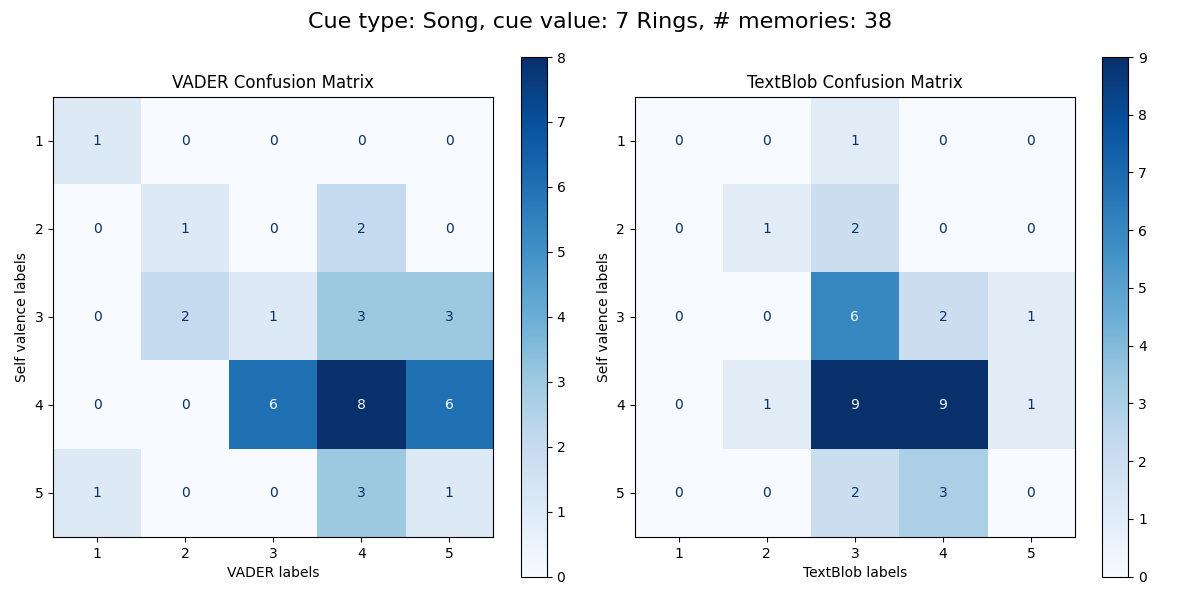 Cue type: Song, cue value: 7 Rings, # memories: 38
VADER Confusion Matrix
Self valence labels
1 1 0 0 0 0
2 0 1 0 2 0
3 0 2 1 3 3
4 0 0 6 8 6
5 1 0 0 3 1
1 2 3 4 5
VADER labels
8
7
6
5
4
3
2
1
0
TextBlob Confusion Matrix
Self valence labels
1 0 0 1 0 0
2 0 1 2 0 0
3 0 0 6 2 1
4 0 1 9 9 1
5 0 0 2 3 0
1 2 3 4 5
TextBlob labels
9
8
7
6
5
4
3
2
1
0